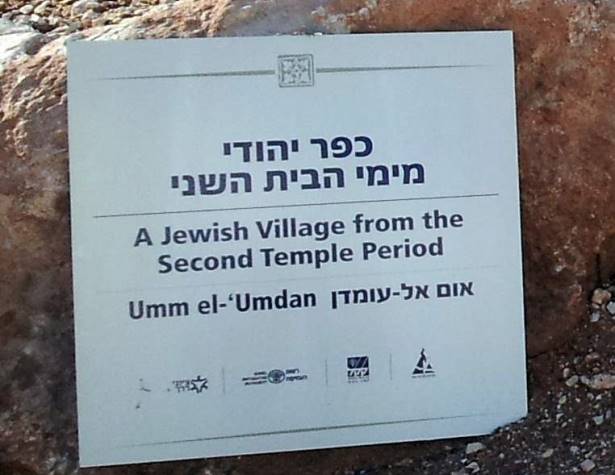 כפר יהודי
מימי הבית השני
A Jewish Village from the
Second Temple Period
Umm el-‘Umdan אום אל-עומדן